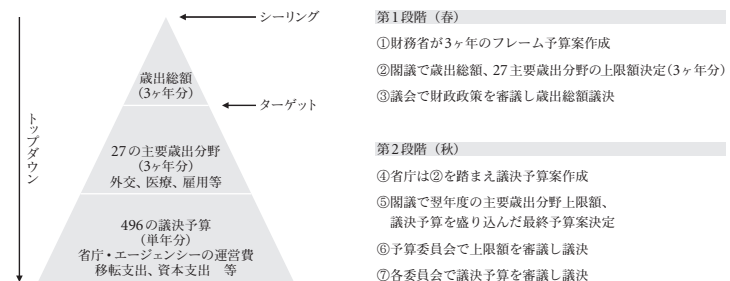 シーリング
歳出総額
(3ヶ年分)
ターゲット
トップダウン
27の主要歳出分野
(3ヶ年分)
外交、医療、雇用等
496の議決予算
(単年分)
省庁・エージェンシーの運営費
移転支出、資本支出　等
第1段階（春）
①財務省が3ヶ年のフレーム予算案作成
②閣議で歳出総額、27主要歳出分野の上限額決定(3ヶ年分)
③議会で財政政策を審議し歳出総額議決
第2段階（秋）
④省庁は②を踏まえ議決予算案作成
⑤閣議で翌年度の主要歳出分野上限額、
議決予算を盛り込んだ最終予算案決定
⑥予算委員会で上限額を審議し議決
⑦各委員会で議決予算を審議し議決